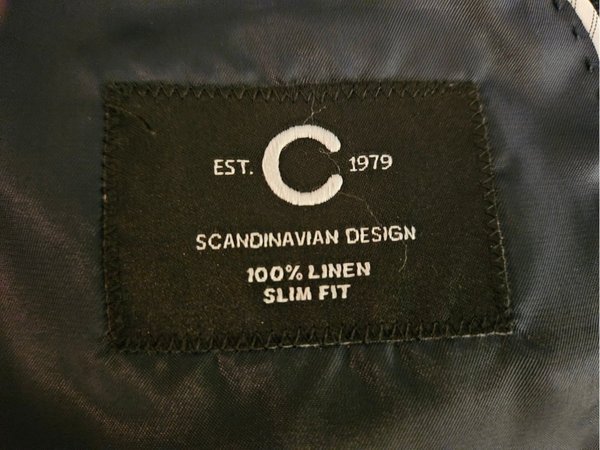 EST. C 1979
SCANDINAVIAN DESIGN
100% LINEN
SLIM FIT